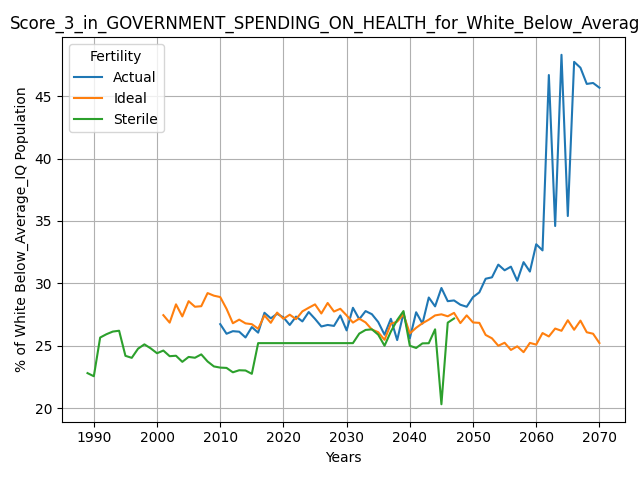 Score_3_in_GOVERNMENT_SPENDING_ON_HEALTH_for_White_Below_Averag
Fertility
Actual
Ideal
Sterile
% of White Below_Average_IQ Population
45
40
35
30
25
20
1990 2000 2010 2020 2030 2040 2050 2060 2070
Years